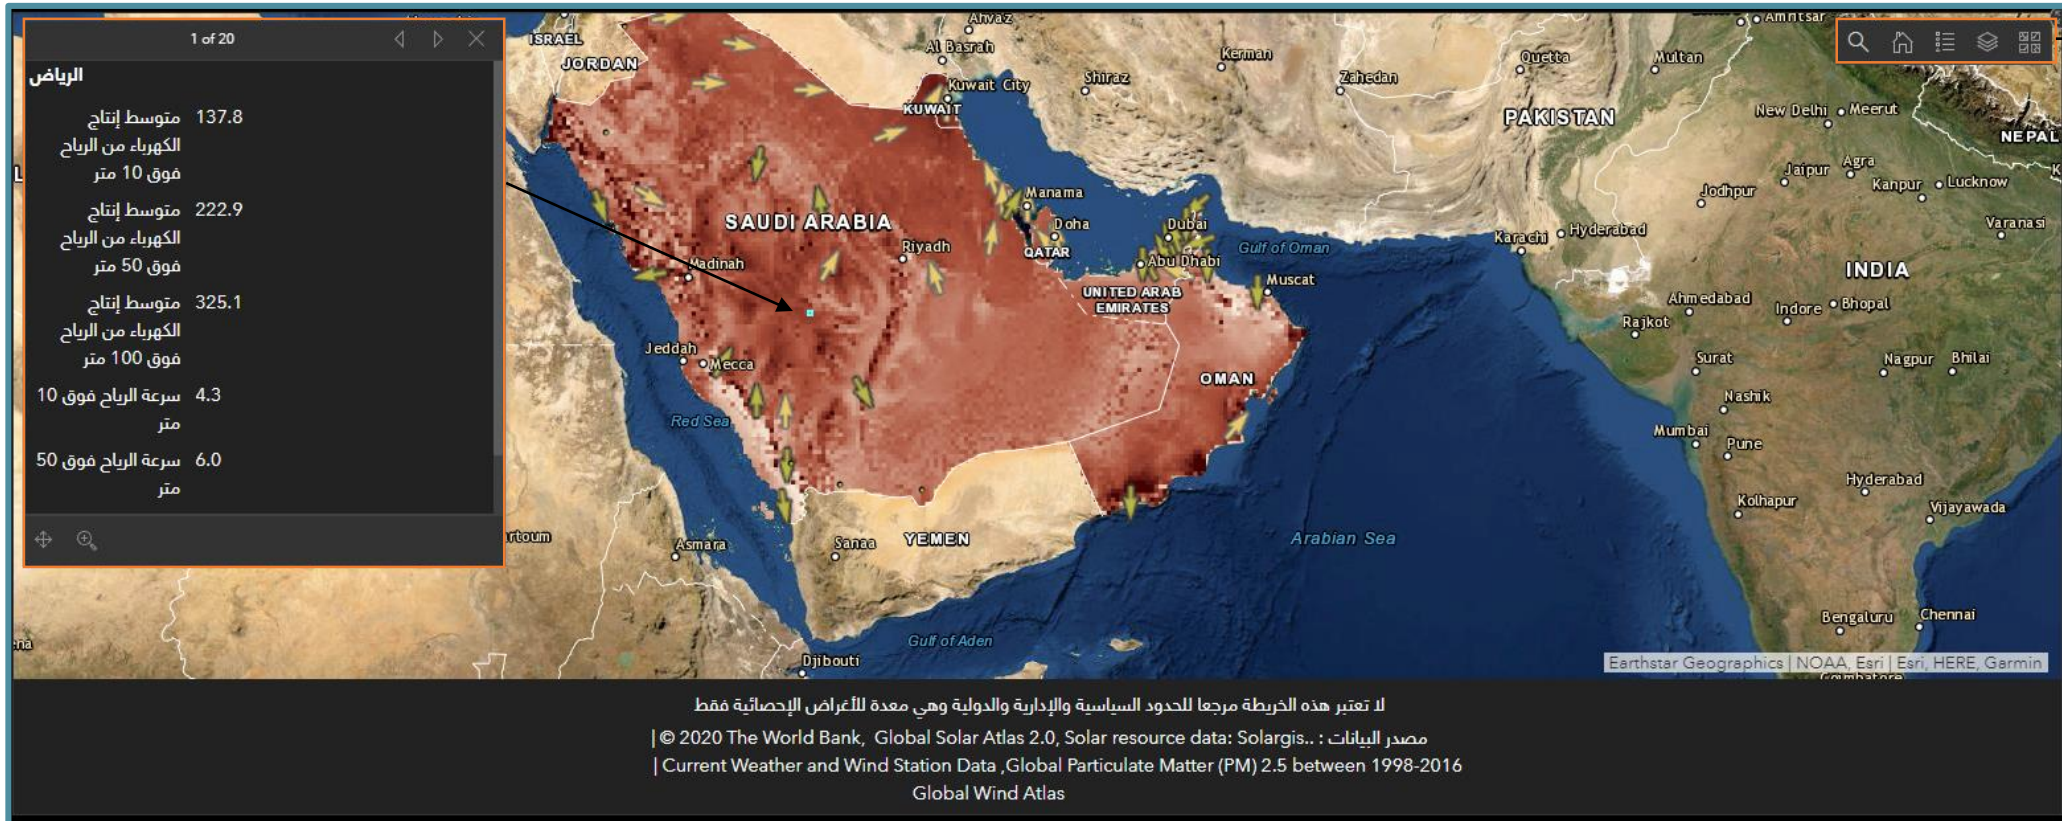 1 of 20
الرياض
متوسط إنتاج
الكهرباء من الرياح
فوق 10 متر
137.8
متوسط إنتاج
الكهرباء من الرياح
فوق 50 متر
222.9
متوسط إنتاج
الكهرباء من الرياح
فوق 100 متر
325.1
سرعة الرياح فوق 10
متر
4.3
سرعة الرياح فوق 50
متر
6.0
ISRAEL
JORDAN
Ahvaz
Al Basrah
Kuwait City
KUWAIT
Shiraz
Kerman
Zahedan
Quetta
Multan
Amritsar
PAKISTAN
New Delhi
Meerut
NEPAL
Jaipur
Agra
Kanpur
Lucknow
Jodhpur
Varanasi
Manama
SAUDI ARABIA
Riyadh
Doha
QATAR
Dubai
Abu Dhabi
Gulf of Oman
Karachi
Hyderabad
Madinah
UNITED ARAB
EMIRATES
Muscat
INDIA
Ahmedabad
Indore
Bhopal
Rajkot
Jeddah
Mecca
Surat
Nagpur
Bhilai
OMAN
Nashik
Red Sea
Mumbai
Pune
Hyderabad
Kolhapur
Vijayawada
rtoum
Asmara
Sanaa
YEMEN
Arabian Sea
Bengaluru
Chennai
Gulf of Aden
Djibouti
Earthstar Geographics | NOAA, Esri | Esri, HERE, Garmin
لا تعتبر هذه الخريطة مرجعا للحدود السياسية والإدارية والدولية وهي معدة للأغراض الإحصائية فقط
| © 2020 The World Bank, Global Solar Atlas 2.0, Solar resource data: Solargis.. : مصدر البيانات
| Current Weather and Wind Station Data ,Global Particulate Matter (PM) 2.5 between 1998-2016
Global Wind Atlas